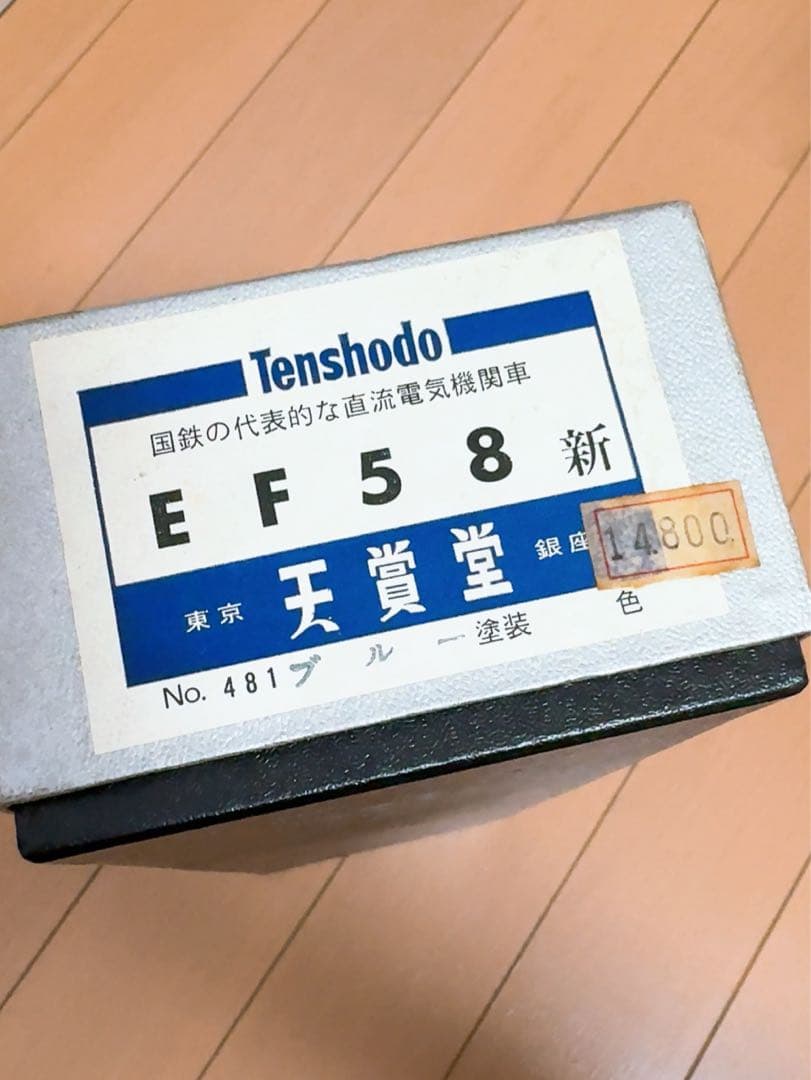 Tenshodo
国鉄の代表的な直流電気機関車
EF58 新
東京 天賞堂 銀座
14800
No. 481 ブルー塗装 色